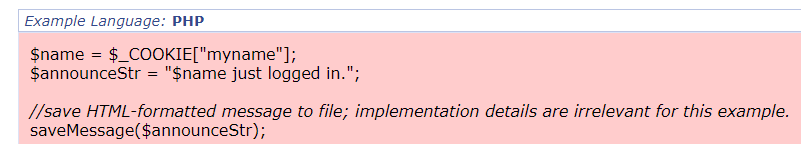 Example Language: PHP
$name = $_COOKIE["myname"];
$announceStr = "$name just logged in.";
//save HTML-formatted message to file; implementation details are irrelevant for this example.
saveMessage($announceStr);